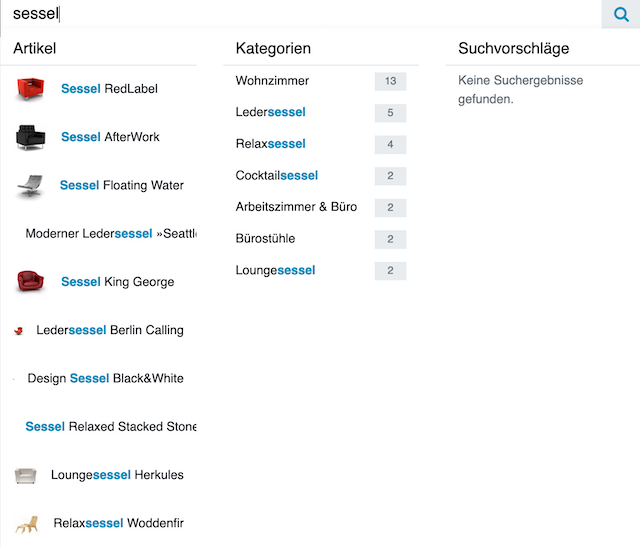 sessel
Artikel
Sessel RedLabel
Sessel AfterWork
Sessel Floating Water
Moderner Ledersessel »Seattle
Sessel King George
Ledersessel Berlin Calling
Design Sessel Black&White
Sessel Relaxed Stacked Stone
Loungesessel Herkules
Relaxsessel Woddenfir
Kategorien
Wohnzimmer 13
Ledersessel 5
Relaxsessel 4
Cocktailsessel 2
Arbeitszimmer & Büro 2
Bürostühle 2
Loungesessel 2
Suchvorschläge
Keine Suchergebnisse
gefunden.